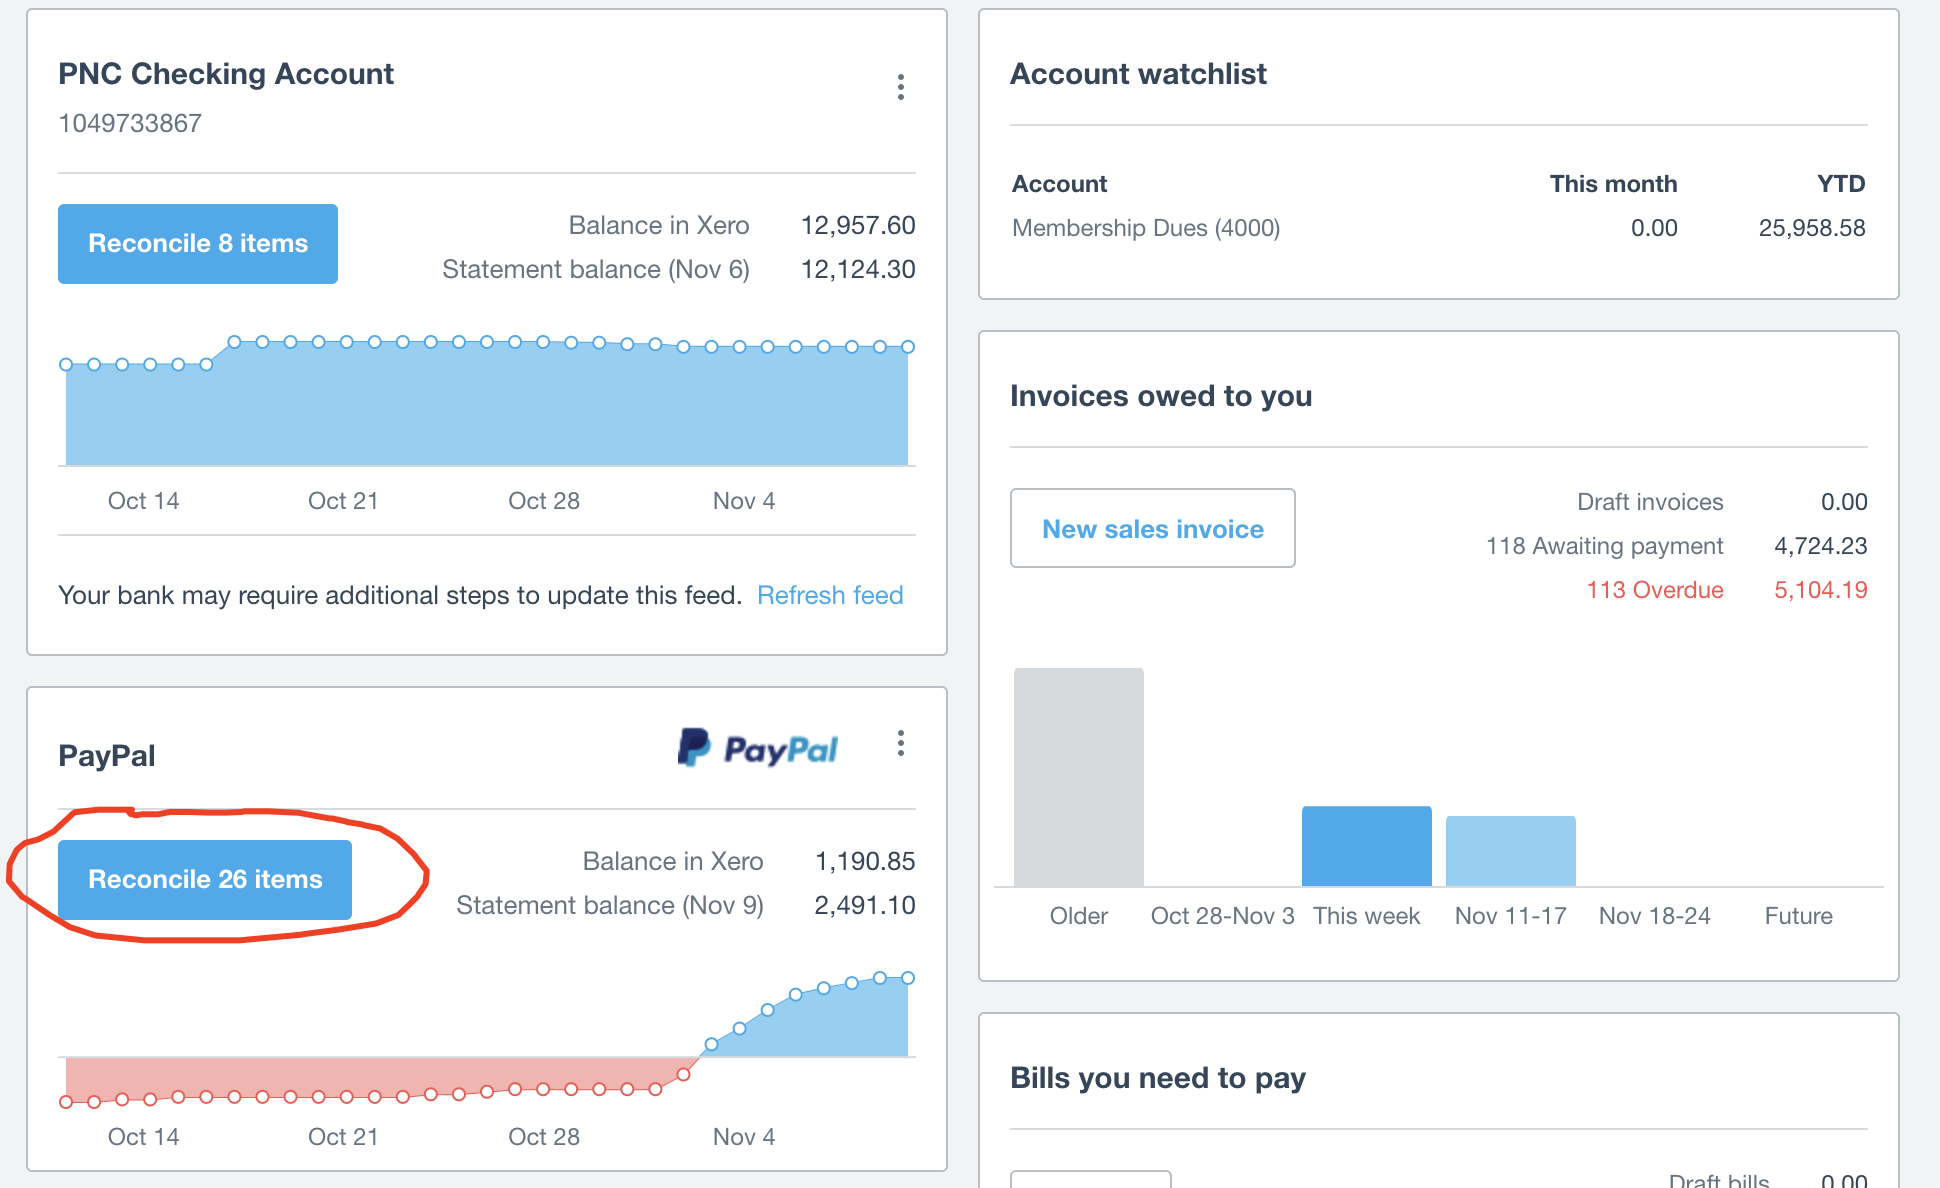 PNC Checking Account
1049733867
Reconcile 8 items
Balance in Xero 12,957.60
Statement balance (Nov 6) 12,124.30
Oct 14 Oct 21 Oct 28 Nov 4
Your bank may require additional steps to update this feed. Refresh feed
PayPal
PayPal
Reconcile 26 items
Balance in Xero 1,190.85
Statement balance (Nov 9) 2,491.10
Oct 14 Oct 21 Oct 28 Nov 4
Account watchlist
Account This month YTD
Membership Dues (4000) 0.00 25,958.58
Invoices owed to you
New sales invoice
Draft invoices 0.00
118 Awaiting payment 4,724.23
113 Overdue 5,104.19
Older Oct 28-Nov 3 This week Nov 11-17 Nov 18-24 Future
Bills you need to pay
Draft bills 0.00